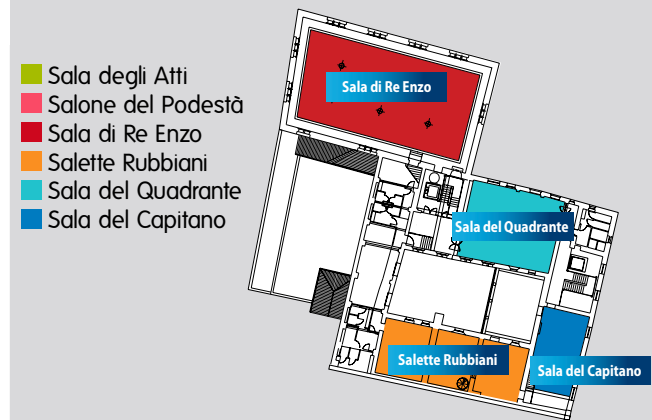 Sala degli Atti
Salone del Podestà
Sala di Re Enzo
Salette Rubbiani
Sala del Quadrante
Sala del Capitano
Sala di Re Enzo
Sala del Quadrante
Salette Rubbiani
Sala del Capitano